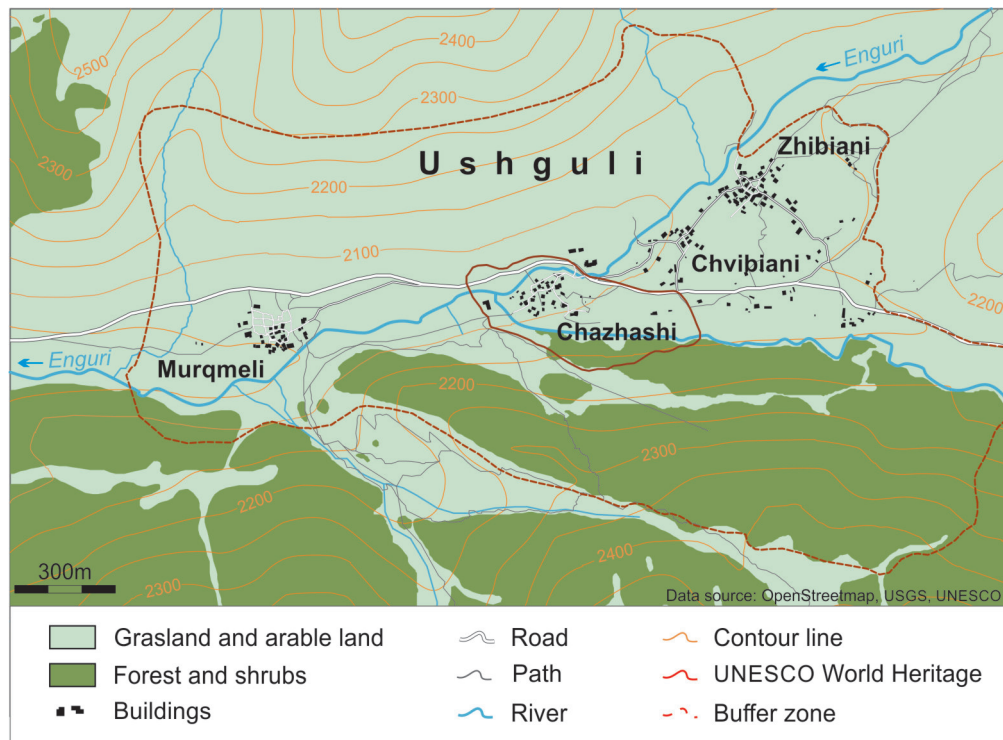 2400
2500
Enguri
2300
Zhibiani
Ushguli
2300
2200
2100
Chvibiani
2200
Chazhashi
Enguri
Murqmeli
2200
2300
2200
300m
2400
2300
Data source: OpenStreetmap, USGS, UNESCO
Grasland and arable land
Road
Contour line
Forest and shrubs
Path
UNESCO World Heritage
Buildings
River
Buffer zone